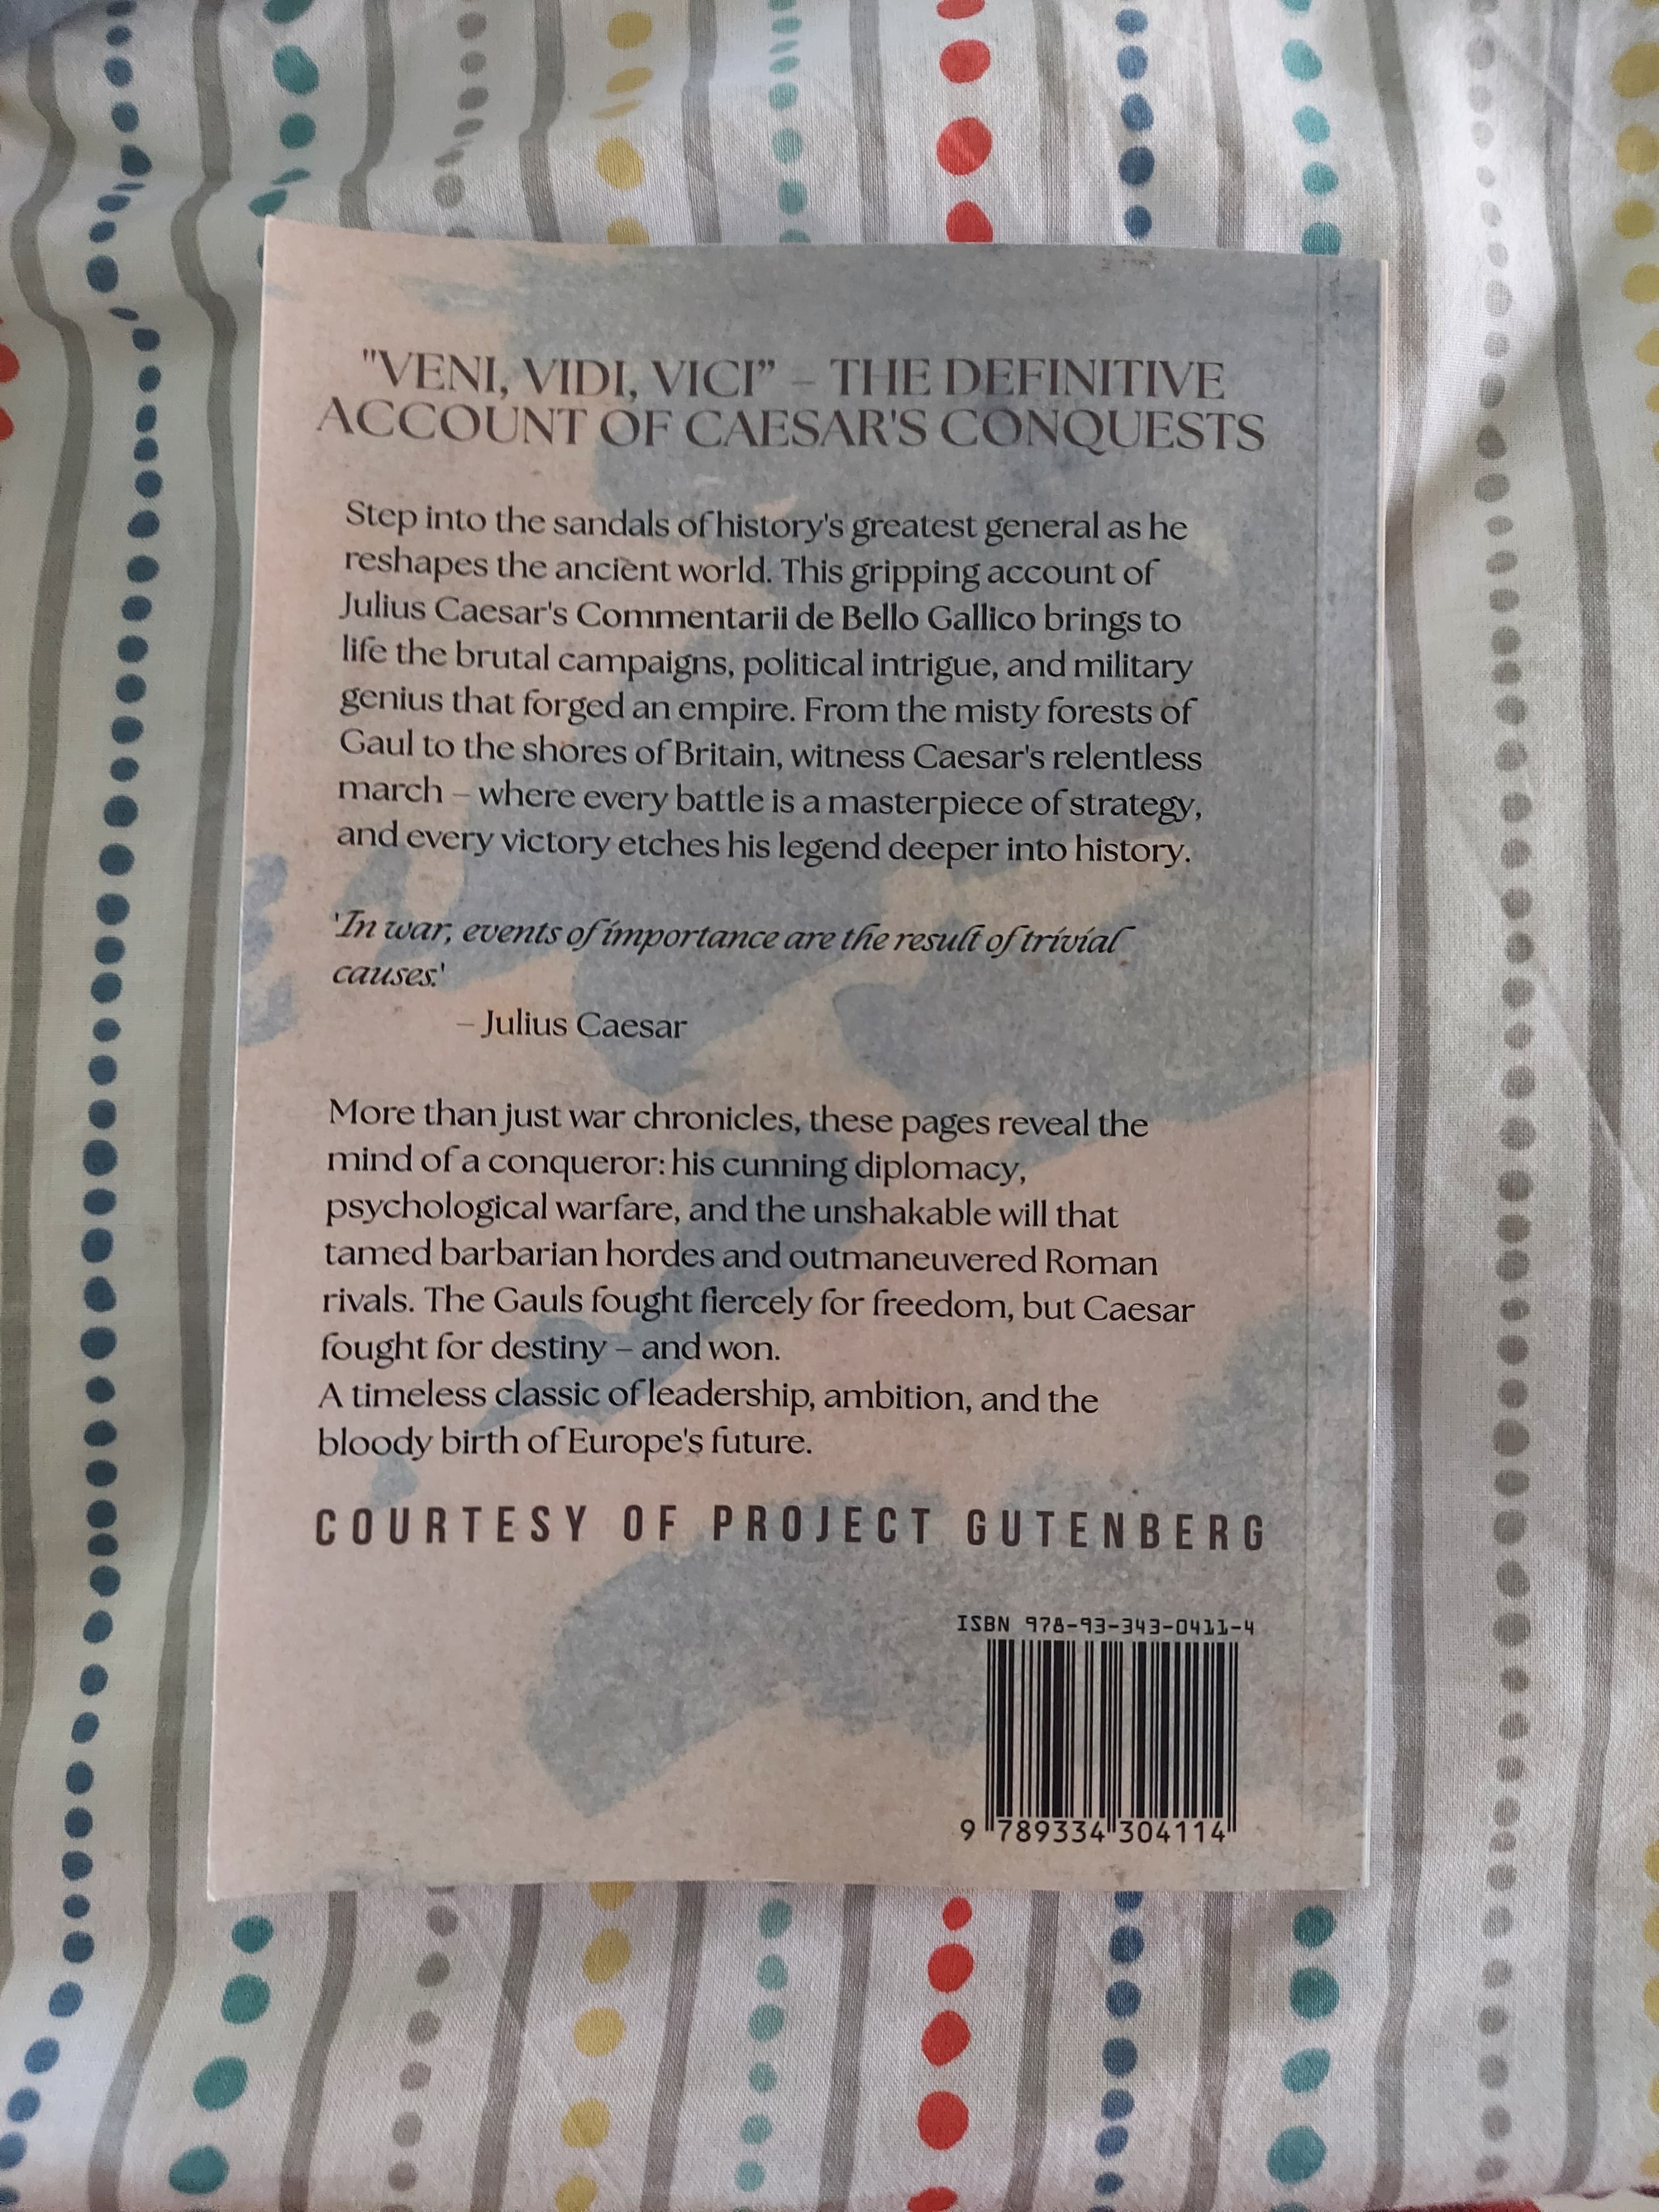 "VENI, VIDI, VICI” – THE DEFINITIVE
ACCOUNT OF CAESAR'S CONQUESTS
Step into the sandals of history's greatest general as he
reshapes the ancient world. This gripping account of
Julius Caesar's Commentarii de Bello Gallico brings to
life the brutal campaigns, political intrigue, and military
genius that forged an empire. From the misty forests of
Gaul to the shores of Britain, witness Caesar's relentless
march – where every battle is a masterpiece of strategy,
and every victory etches his legend deeper into history.
'In war, events of importance are the result of trivial
causes.'
– Julius Caesar
More than just war chronicles, these pages reveal the
mind of a conqueror: his cunning diplomacy,
psychological warfare, and the unshakable will that
tamed barbarian hordes and outmaneuvered Roman
rivals. The Gauls fought fiercely for freedom, but Caesar
fought for destiny – and won.
A timeless classic of leadership, ambition, and the
bloody birth of Europe's future.
COURTESY OF PROJECT GUTENBERG
ISBN 978-93-343-0411-4
9 789334 304114